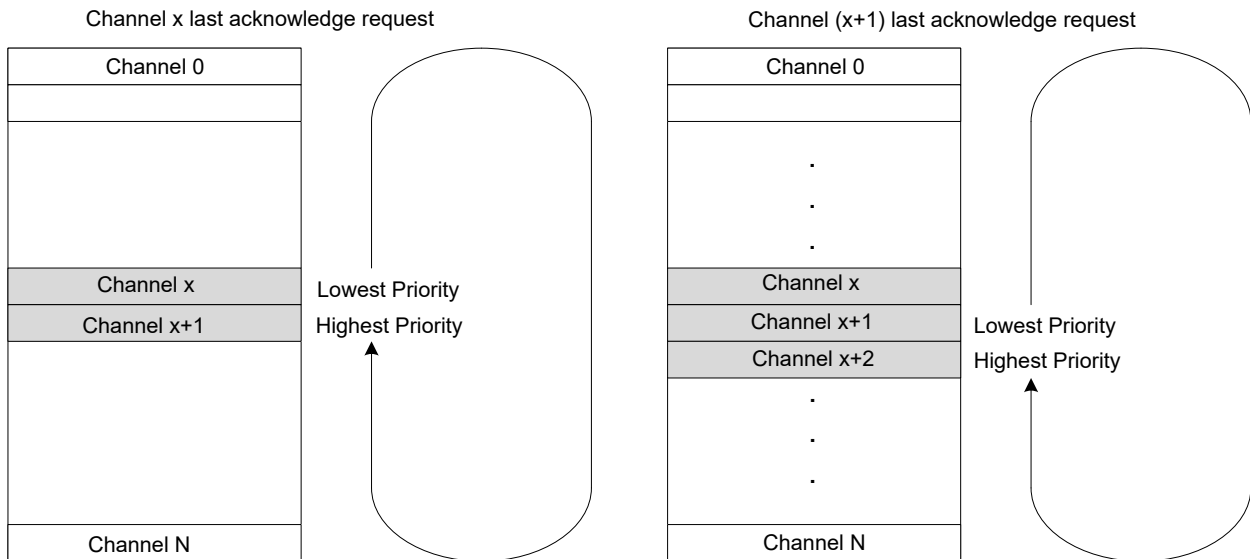 Channel x last acknowledge request
Channel 0
Channel x
Lowest Priority
Channel x+1
Highest Priority
Channel N
Channel (x+1) last acknowledge request
Channel 0
.
.
.
Channel x
Channel x+1
Lowest Priority
Channel x+2
Highest Priority
.
.
.
Channel N